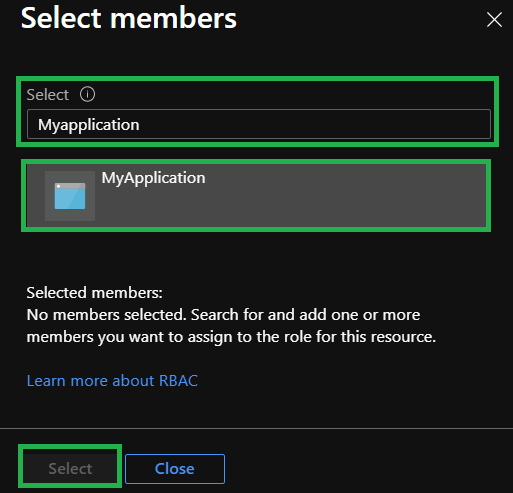 Select members
Select
Myapplication
MyApplication
Selected members:
No members selected. Search for and add one or more
members you want to assign to the role for this resource.
Learn more about RBAC
Select Close